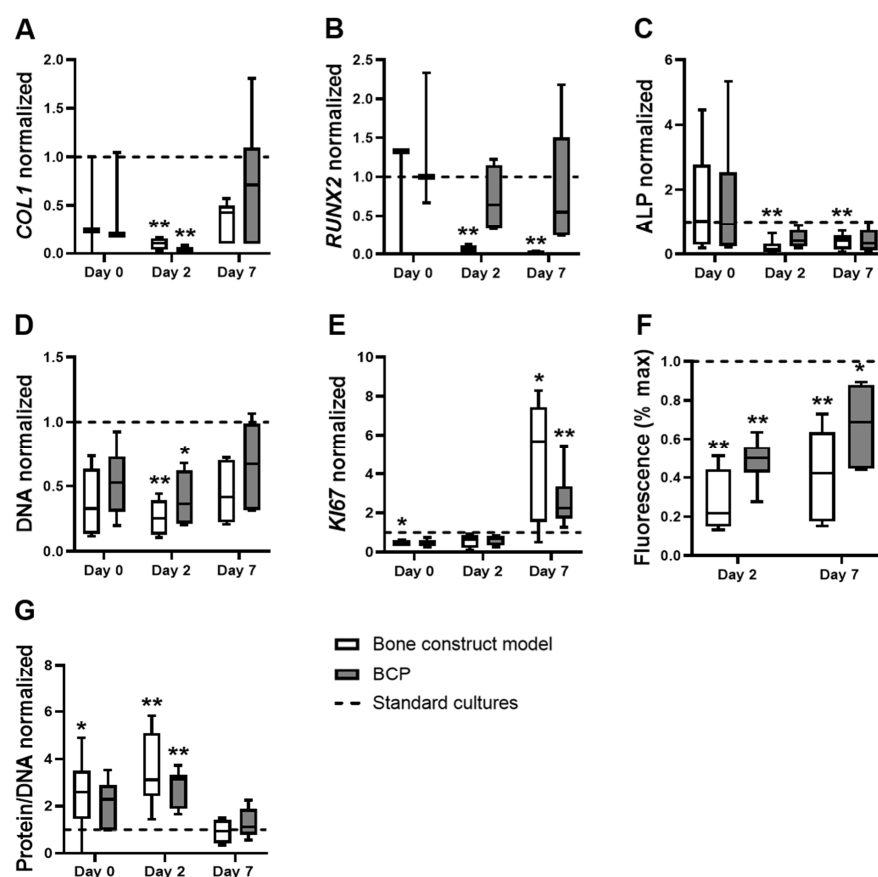 A
COL1 normalized
2.0
1.5
1.0
0.5
0.0
Day 0 Day 2 Day 7
** **
B
RUNX2 normalized
2.5
2.0
1.5
1.0
0.5
0.0
Day 0 Day 2 Day 7
** **
C
ALP normalized
6
4
2
0
Day 0 Day 2 Day 7
** **
D
DNA normalized
1.5
1.0
0.5
0.0
Day 0 Day 2 Day 7
** *
E
KI67 normalized
10
8
6
4
2
0
Day 0 Day 2 Day 7
* * **
F
Fluorescence (% max)
1.0
0.8
0.6
0.4
0.2
0.0
Day 2 Day 7
** ** ** *
G
Protein/DNA normalized
8
6
4
2
0
Day 0 Day 2 Day 7
* ** **
Bone construct model
BCP
Standard cultures